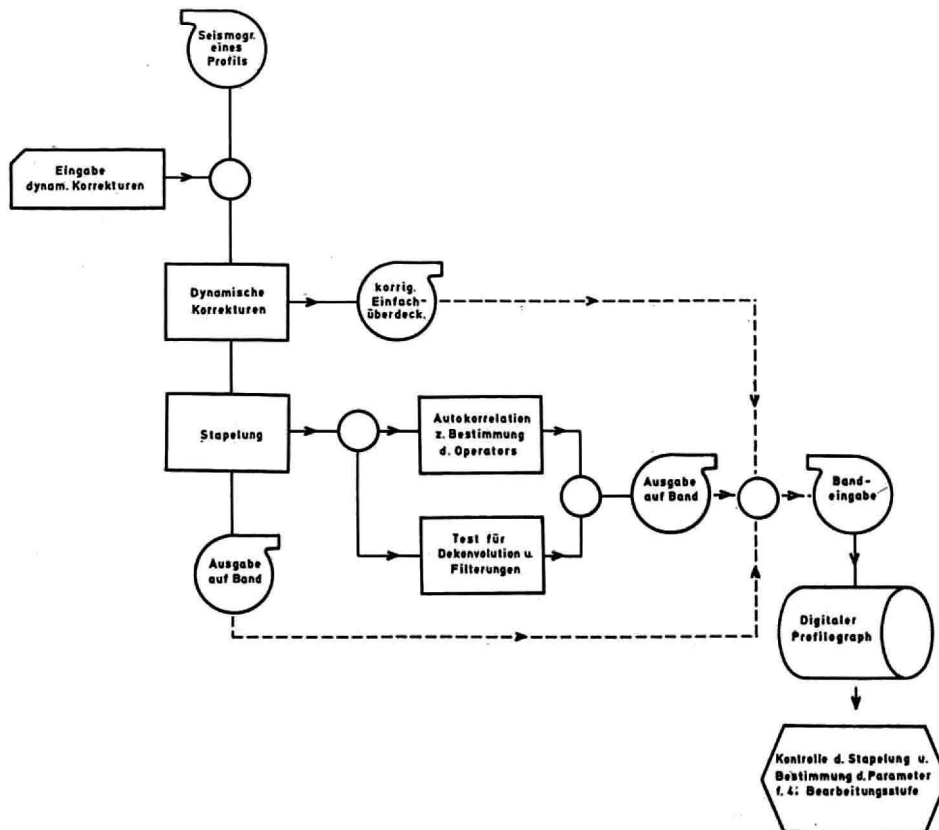 Seismogr.
eines
Profils
Eingabe
dynam. Korrekturen
Dynamische
Korrekturen
korrig.
Einfach-
überdeck.
Stapelung
Autokorrelation
z. Bestimmung
d. Operators
Ausgabe
auf Band
Band-
eingabe
Test für
Dekonvolution u.
Filterungen
Ausgabe
auf Band
Digitaler
Profilograph
Kontrolle d. Stapelung u.
Bestimmung d. Parameter
f. 4. Bearbeitungsstufe